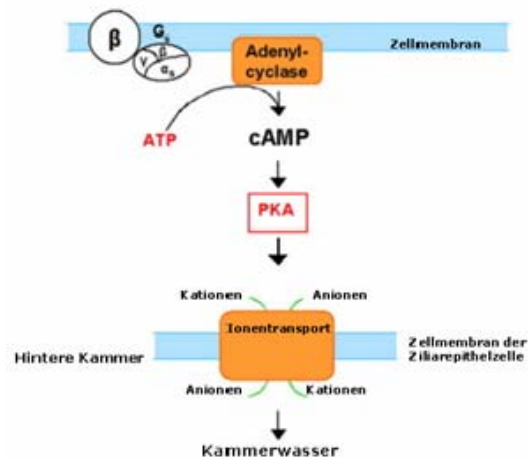 β
Gs
Zellmembran
β
γ
αs
Adenyl-
cyclase
ATP
cAMP
PKA
Kationen
Anionen
Ionentransport
Hintere Kammer
Zellmembran der
Ziliarepithelzelle
Anionen
Kationen
Kammerwasser